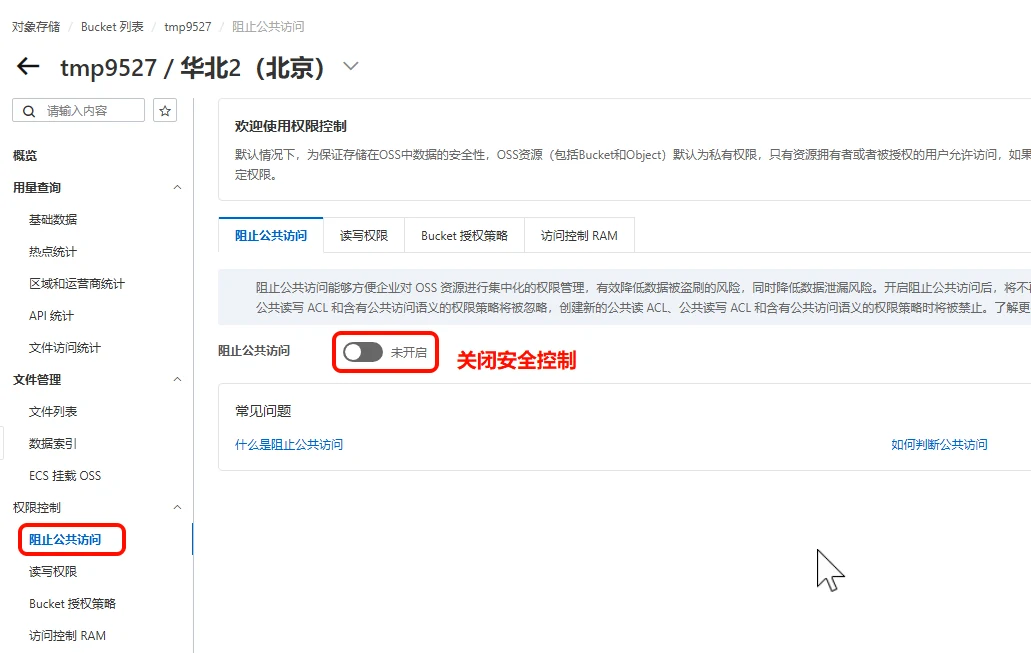 对象存储 / Bucket 列表 / tmp9527 / 阻止公共访问
tmp9527 / 华北2（北京）
请输入内容
概览
用量查询
基础数据
热点统计
区域和运营商统计
API 统计
文件访问统计
文件管理
文件列表
数据索引
ECS 挂载 OSS
权限控制
阻止公共访问
读写权限
Bucket 授权策略
访问控制 RAM
欢迎使用权限控制
默认情况下，为保证存储在OSS中数据的安全性，OSS资源（包括Bucket和Object）默认为私有权限，只有资源拥有者或者被授权的用户允许访问，如果
定权限。
阻止公共访问 读写权限 Bucket 授权策略 访问控制 RAM
阻止公共访问能够方便企业对 OSS 资源进行集中化的权限管理，有效降低数据被盗刷的风险，同时降低数据泄漏风险。开启阻止公共访问后，将不
公共读写 ACL 和含有公共访问语义的权限策略将被忽略，创建新的公共读 ACL、公共读写 ACL 和含有公共访问语义的权限策略时将被禁止。了解更
阻止公共访问 未开启 关闭安全控制
常见问题
什么是阻止公共访问 如何判断公共访问